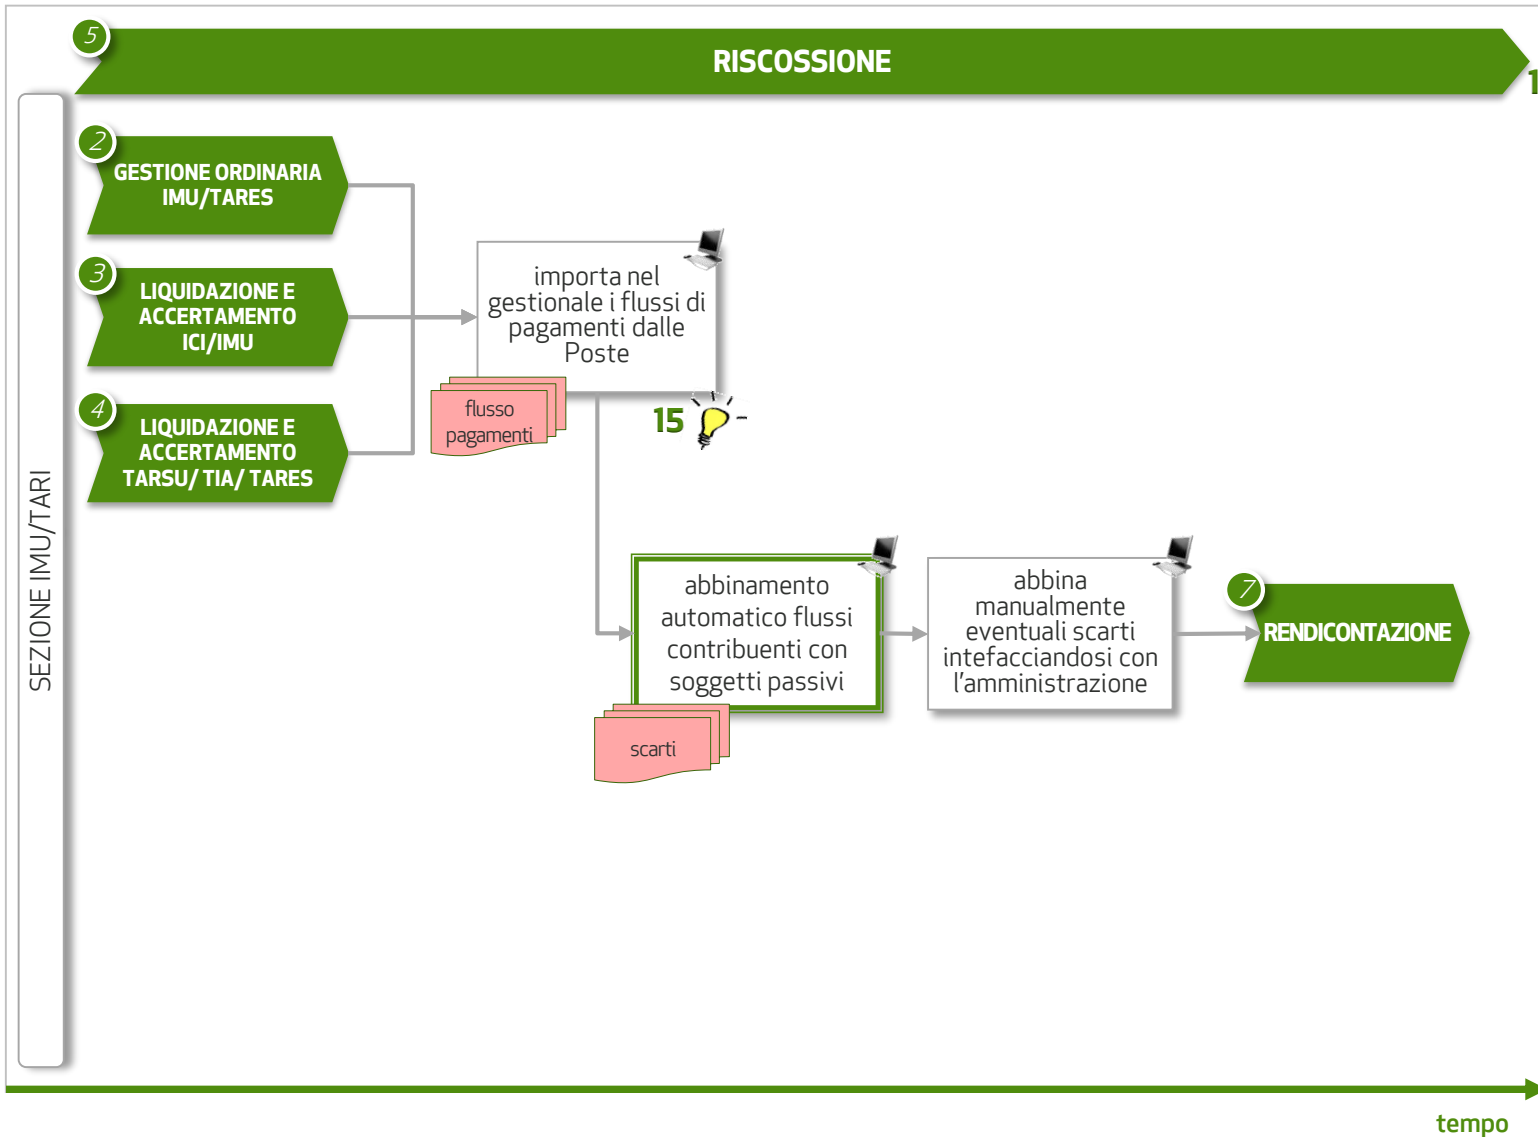 5
RISCOSSIONE
1
SEZIONE IMU/TARI
2
GESTIONE ORDINARIA
IMU/TARES
3
LIQUIDAZIONE E
ACCERTAMENTO
ICI/IMU
4
LIQUIDAZIONE E
ACCERTAMENTO
TARSU/ TIA/ TARES
importa nel
gestionale i flussi di
pagamenti dalle
Poste
flusso
pagamenti
15
abbinamento
automatico flussi
contribuenti con
soggetti passivi
scarti
abbina
manualmente
eventuali scarti
intefacciandosi con
l'amministrazione
7
RENDICONTAZIONE
tempo